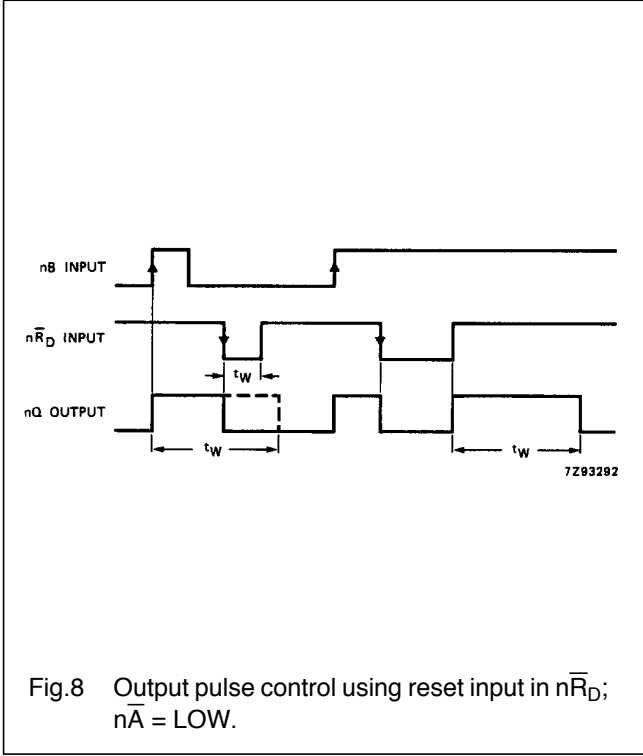 nB INPUT
nR̅D INPUT
tW
nQ OUTPUT
tW
tW
7Z93292
Fig.8 Output pulse control using reset input in nR̅D;
nA̅ = LOW.